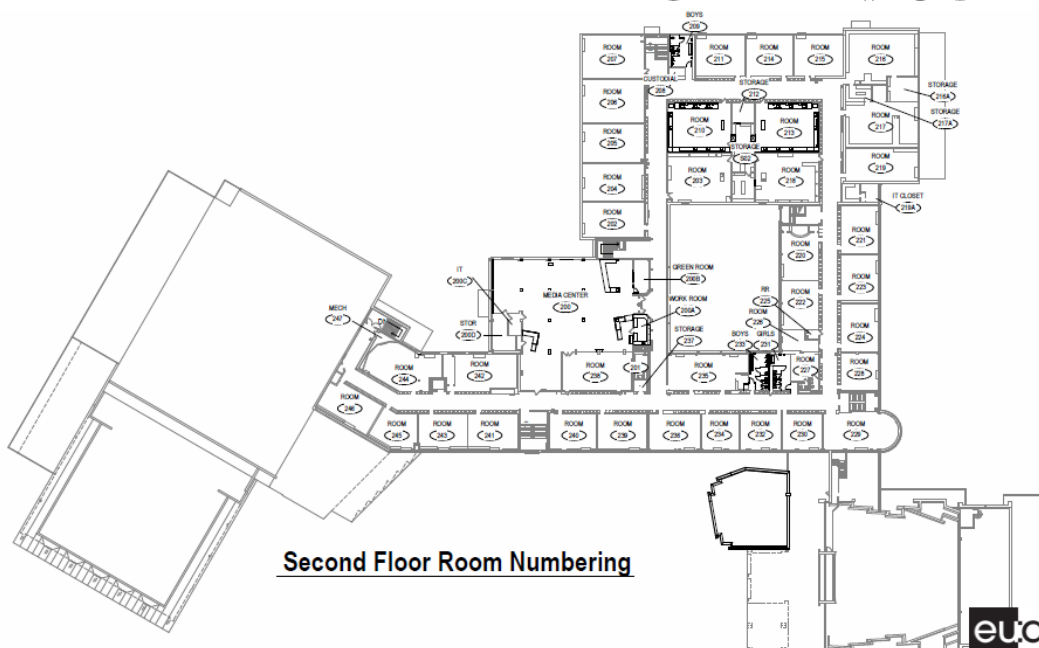 BOYS
209
ROOM
207
ROOM
211
ROOM
214
ROOM
215
ROOM
216
CUSTODIAL
208
STORAGE
212
STORAGE
216A
STORAGE
217A
ROOM
206
ROOM
210
ROOM
213
ROOM
217
ROOM
205
STORAGE
602
ROOM
219
ROOM
204
ROOM
203
ROOM
218
IT CLOSET
219A
ROOM
202
ROOM
220
ROOM
221
IT
200C
GREEN ROOM
200B
MEDIA CENTER
200
WORK ROOM
200A
ROOM
222
ROOM
223
RR
225
MECH
247
STOR
200D
STORAGE
237
ROOM
226
BOYS
233
GIRLS
231
ROOM
224
ROOM
244
ROOM
242
ROOM
238
201
ROOM
235
ROOM
227
ROOM
228
ROOM
246
ROOM
245
ROOM
243
ROOM
241
ROOM
240
ROOM
239
ROOM
236
ROOM
234
ROOM
232
ROOM
230
ROOM
229
Second Floor Room Numbering